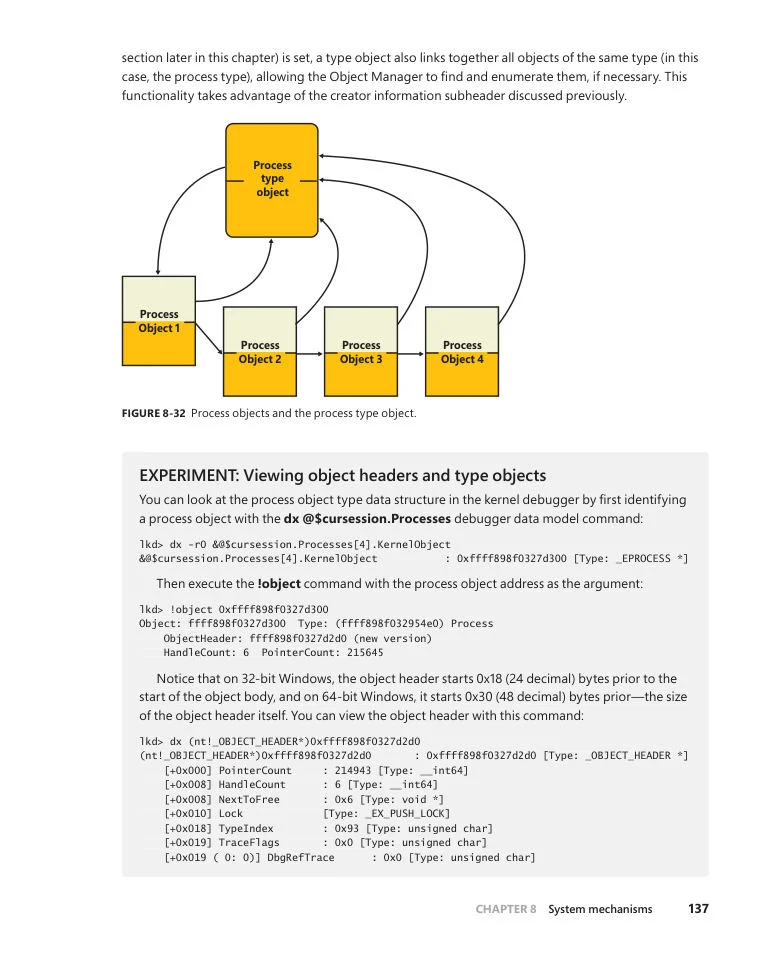 section later in this chapter) is set, a type object also links together all objects of the same type (in this
case, the process type), allowing the Object Manager to find and enumerate them, if necessary. This
functionality takes advantage of the creator information subheader discussed previously.
Process
type
object
Process
Object 1
Process
Object 2
Process
Object 3
Process
Object 4
FIGURE 8-32 Process objects and the process type object.
EXPERIMENT: Viewing object headers and type objects
You can look at the process object type data structure in the kernel debugger by first identifying
a process object with the dx @$cursession.Processes debugger data model command:
lkd> dx -r0 &@$cursession.Processes[4].KernelObject
&@$cursession.Processes[4].KernelObject : 0xffff898f0327d300 [Type: _EPROCESS *]
Then execute the !object command with the process object address as the argument:
lkd> !object 0xffff898f0327d300
Object: ffff898f0327d300 Type: (ffff898f032954e0) Process
ObjectHeader: ffff898f0327d2d0 (new version)
HandleCount: 6 PointerCount: 215645
Notice that on 32-bit Windows, the object header starts 0x18 (24 decimal) bytes prior to the
start of the object body, and on 64-bit Windows, it starts 0x30 (48 decimal) bytes prior—the size
of the object header itself. You can view the object header with this command:
lkd> dx (nt!_OBJECT_HEADER*)0xffff898f0327d2d0
(nt!_OBJECT_HEADER*)0xffff898f0327d2d0 : 0xffff898f0327d2d0 [Type: _OBJECT_HEADER *]
[+0x000] PointerCount : 214943 [Type: __int64]
[+0x008] HandleCount : 6 [Type: __int64]
[+0x008] NextToFree : 0x6 [Type: void *]
[+0x010] Lock [Type: _EX_PUSH_LOCK]
[+0x018] TypeIndex : 0x93 [Type: unsigned char]
[+0x019] TraceFlags : 0x0 [Type: unsigned char]
[+0x019 ( 0: 0)] DbgRefTrace : 0x0 [Type: unsigned char]
CHAPTER 8 System mechanisms 137